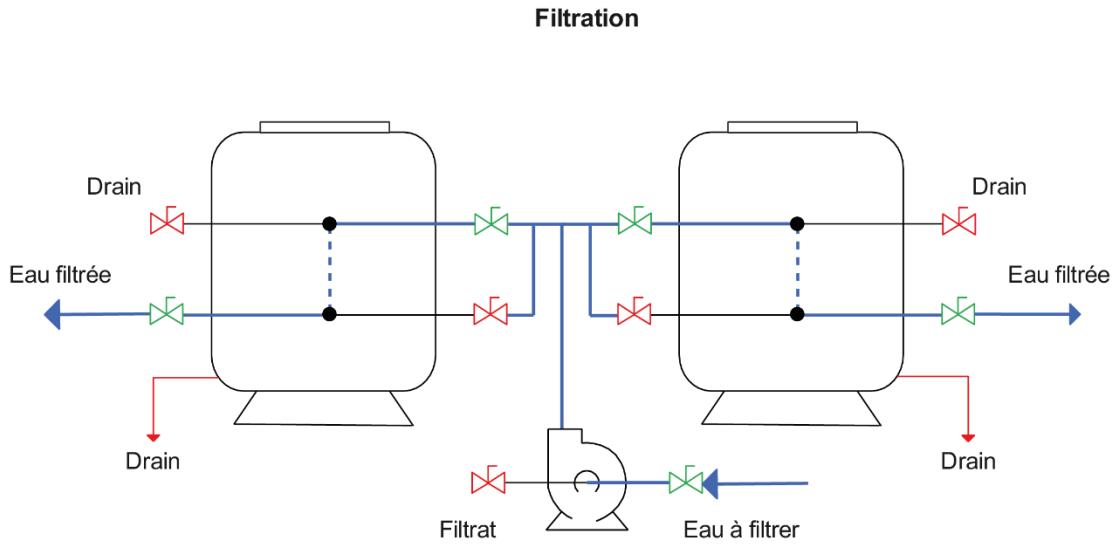 Filtration
Drain
Drain
Eau filtrée
Eau filtrée
Drain
Drain
Filtrat
Eau à filtrer